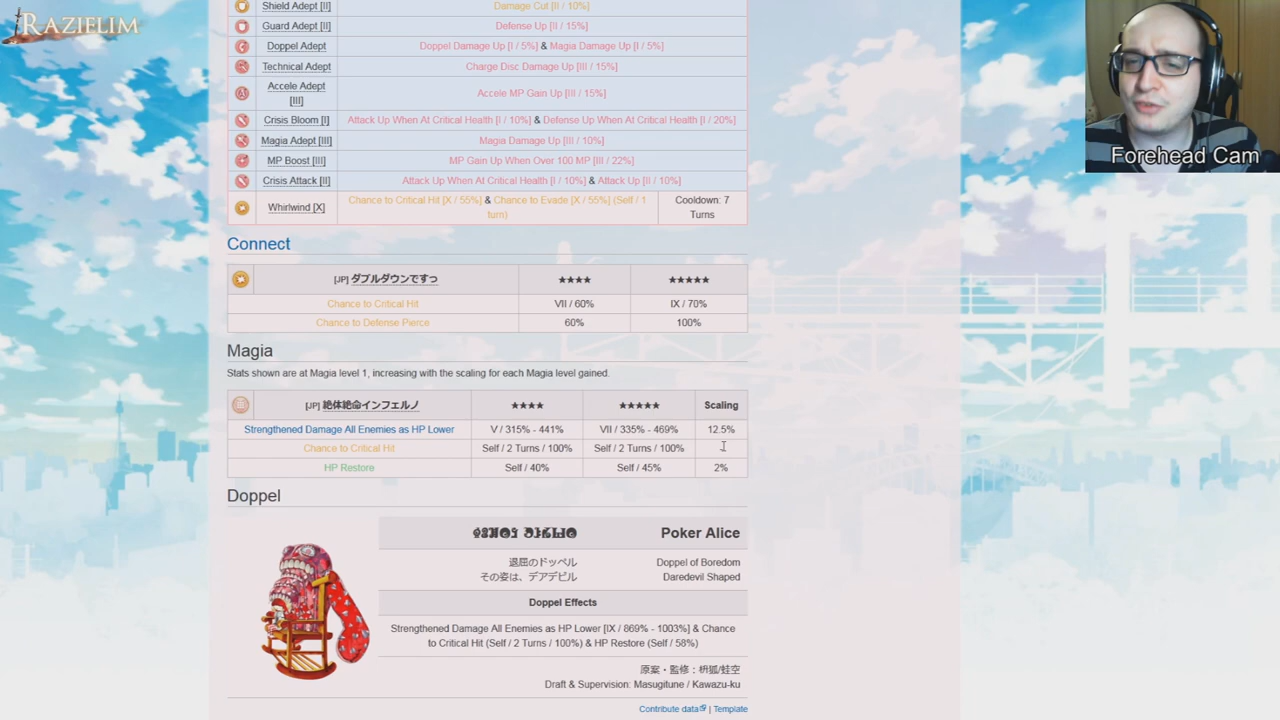 RAZIELIM
Shield Adept [II] Damage Cut [II / 10%]
Guard Adept [II] Defense Up [II / 15%]
Doppel Adept Doppel Damage Up [I / 5%] & Magia Damage Up [I / 5%]
Technical Adept Charge Disc Damage Up [III / 15%]
Accele Adept
[III] Accele MP Gain Up [III / 15%]
Crisis Bloom [I] Attack Up When At Critical Health [I / 10%] & Defense Up When At Critical Health [I / 20%]
Magia Adept [III] Magia Damage Up [III / 10%]
MP Boost [III] MP Gain Up When Over 100 MP [III / 22%]
Crisis Attack [II] Attack Up When At Critical Health [I / 10%] & Attack Up [II / 10%]
Whirlwind [X] Chance to Critical Hit [X / 55%] & Chance to Evade [X / 55%] (Self / 1
turn) Cooldown: 7
Turns
Forehead Cam
Connect
[JP] ダブルダウンですっ ★★★★ ★★★★★
Chance to Critical Hit VII / 60% IX / 70%
Chance to Defense Pierce 60% 100%
Magia
Stats shown are at Magia level 1, increasing with the scaling for each Magia level gained.
[JP] 絶体絶命インフェルノ ★★★★ ★★★★★ Scaling
Strengthened Damage All Enemies as HP Lower V / 315% - 441% VII / 335% - 469% 12.5%
Chance to Critical Hit Self / 2 Turns / 100% Self / 2 Turns / 100%
HP Restore Self / 40% Self / 45% 2%
Doppel
Poker Alice
退屈のドッペル Doppel of Boredom
その姿は、デアデビル Daredevil Shaped
Doppel Effects
Strengthened Damage All Enemies as HP Lower [IX / 869% - 1003%] & Chance
to Critical Hit (Self / 2 Turns / 100%) & HP Restore (Self / 58%)
原案・監修：枡狐/蛙空
Draft & Supervision: Masugitune / Kawazu-ku
Contribute data | Template